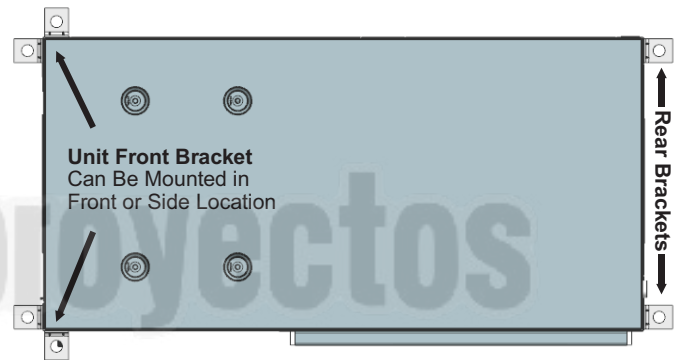 Unit Front Bracket
Can Be Mounted in
Front or Side Location
Rear Brackets
proyectos